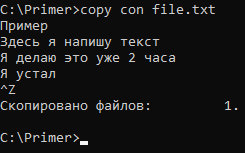 C:\Primer>copy con file.txt
Пример
Здесь я напишу текст
Я делаю это уже 2 часа
Я устал
^Z
Скопировано файлов:         1.
C:\Primer>